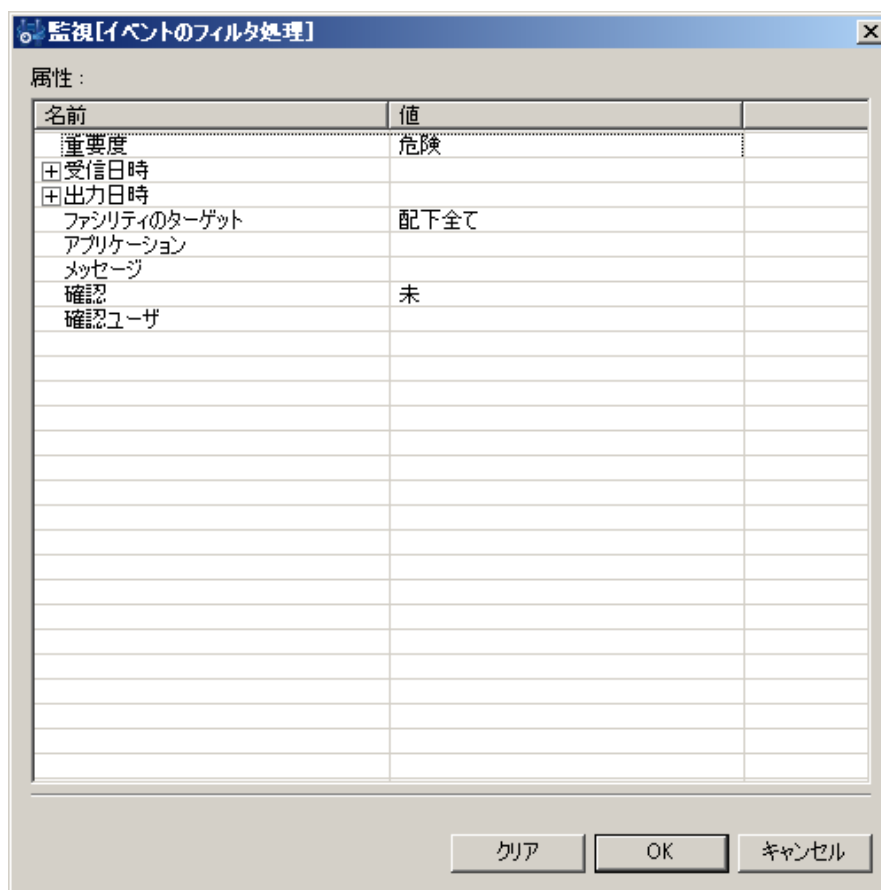 監視[イベントのフィルタ処理]
属性：
名前 値
重要度 危険
受信日時
出力日時
ファシリティのターゲット 配下全て
アプリケーション
メッセージ
確認 未
確認ユーザ
クリア OK キャンセル